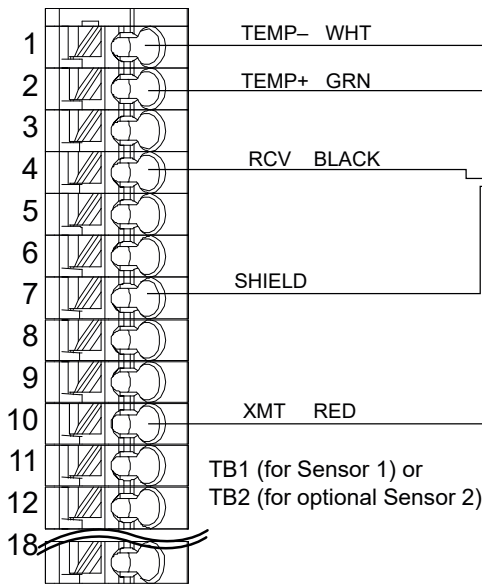 1 TEMP– WHT
2 TEMP+ GRN
3
4 RCV BLACK
5
6
7 SHIELD
8
9
10 XMT RED
11 TB1 (for Sensor 1) or
12 TB2 (for optional Sensor 2)
18